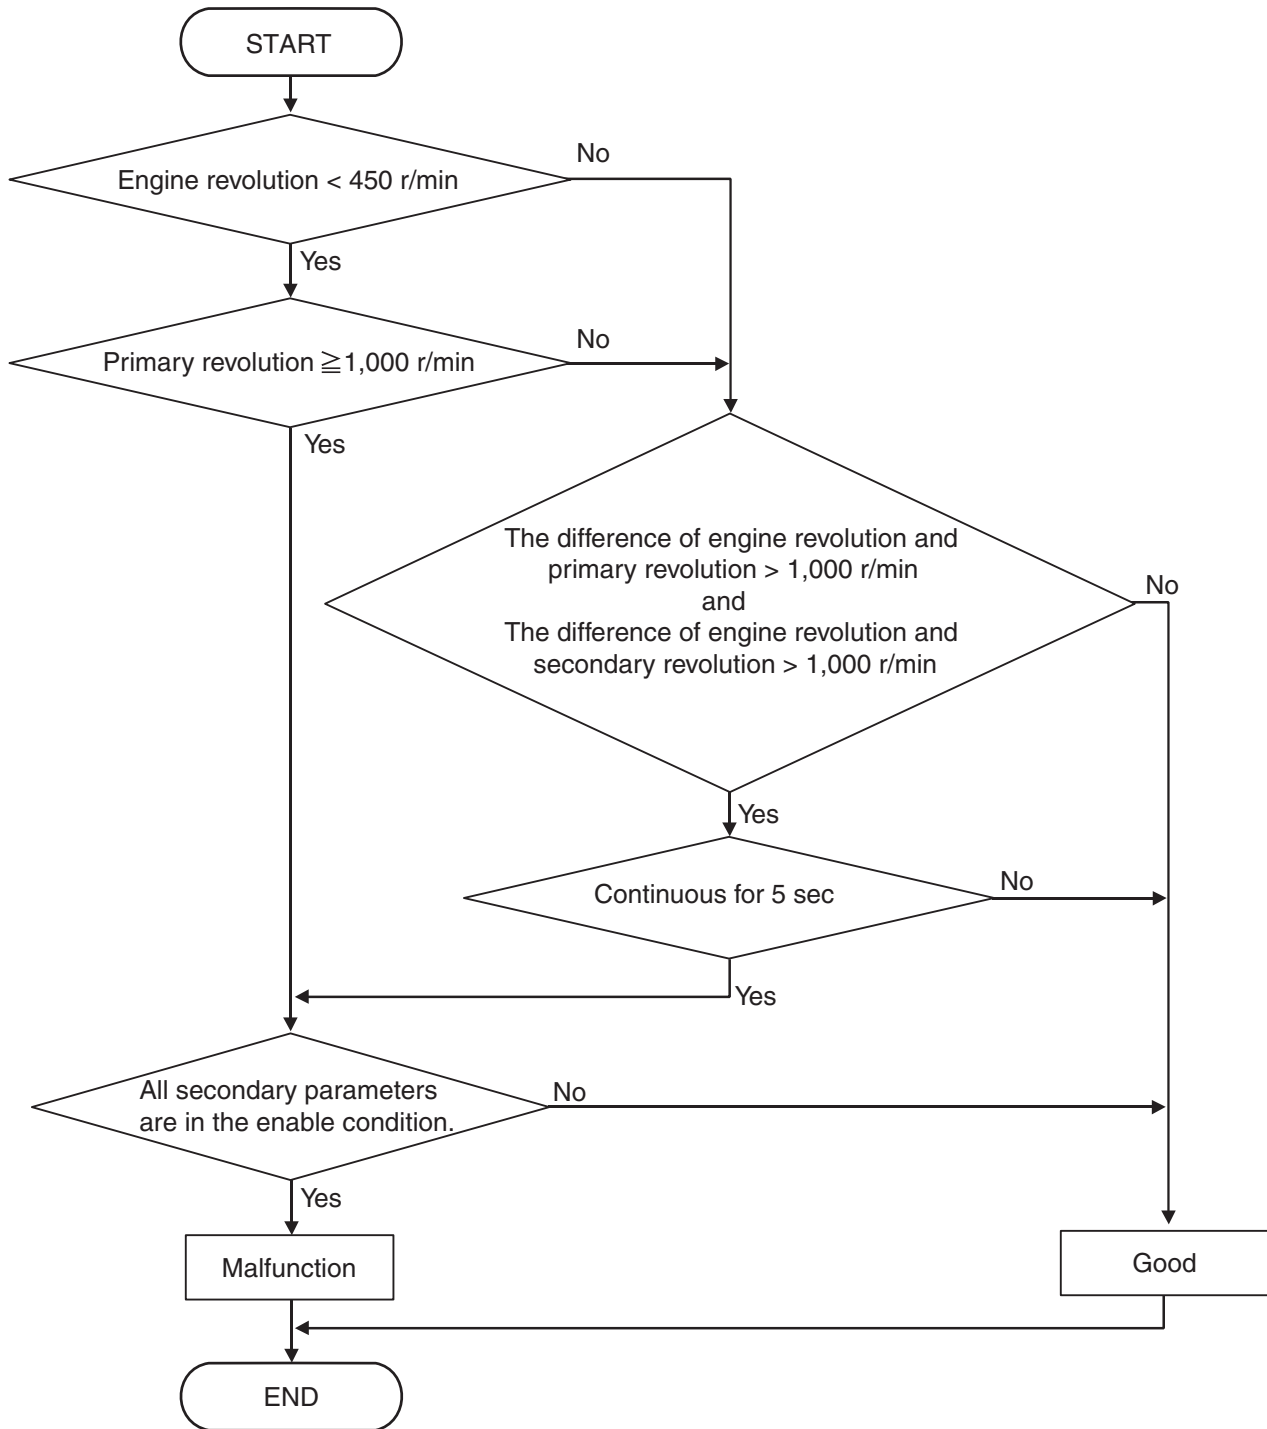 START
Engine revolution < 450 r/min
No
Yes
Primary revolution ≧1,000 r/min
No
Yes
The difference of engine revolution and
primary revolution > 1,000 r/min
and
The difference of engine revolution and
secondary revolution > 1,000 r/min
No
Yes
Continuous for 5 sec
No
Yes
All secondary parameters
are in the enable condition.
No
Yes
Malfunction
Good
END